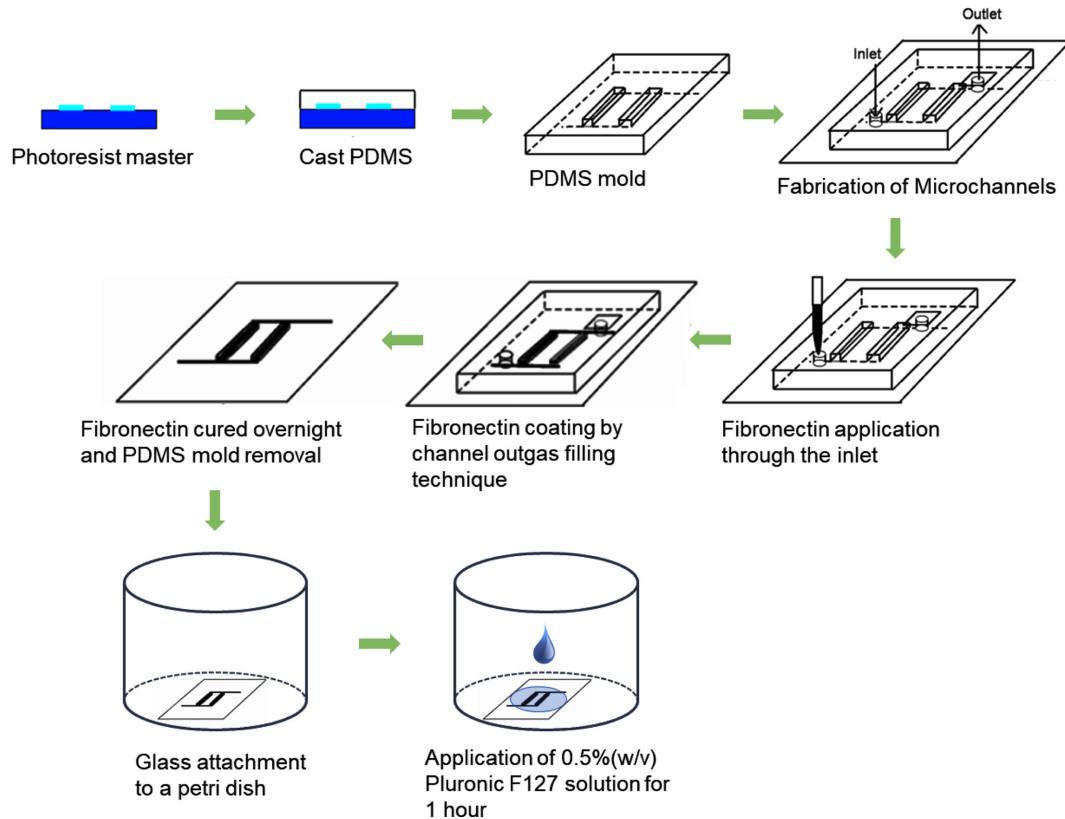 Photoresist master
Cast PDMS
PDMS mold
Inlet
Outlet
Fabrication of Microchannels
Fibronectin application
through the inlet
Fibronectin coating by
channel outgas filling
technique
Fibronectin cured overnight
and PDMS mold removal
Glass attachment
to a petri dish
Application of 0.5%(w/v)
Pluronic F127 solution for
1 hour